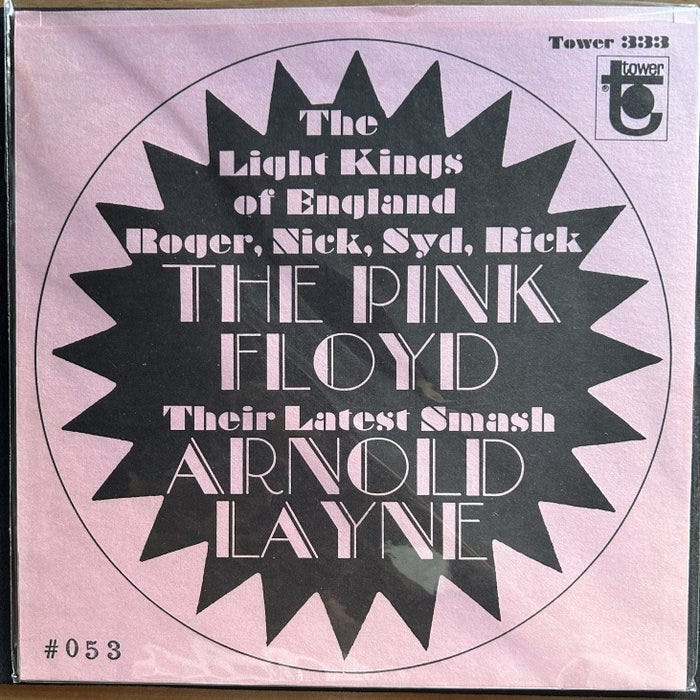 Tower 333
tower
®
The
Light Kings
of England
Roger, Nick, Syd, Rick
THE PINK
FLOYD
Their Latest Smash
ARNOLD
LAYNE
#053